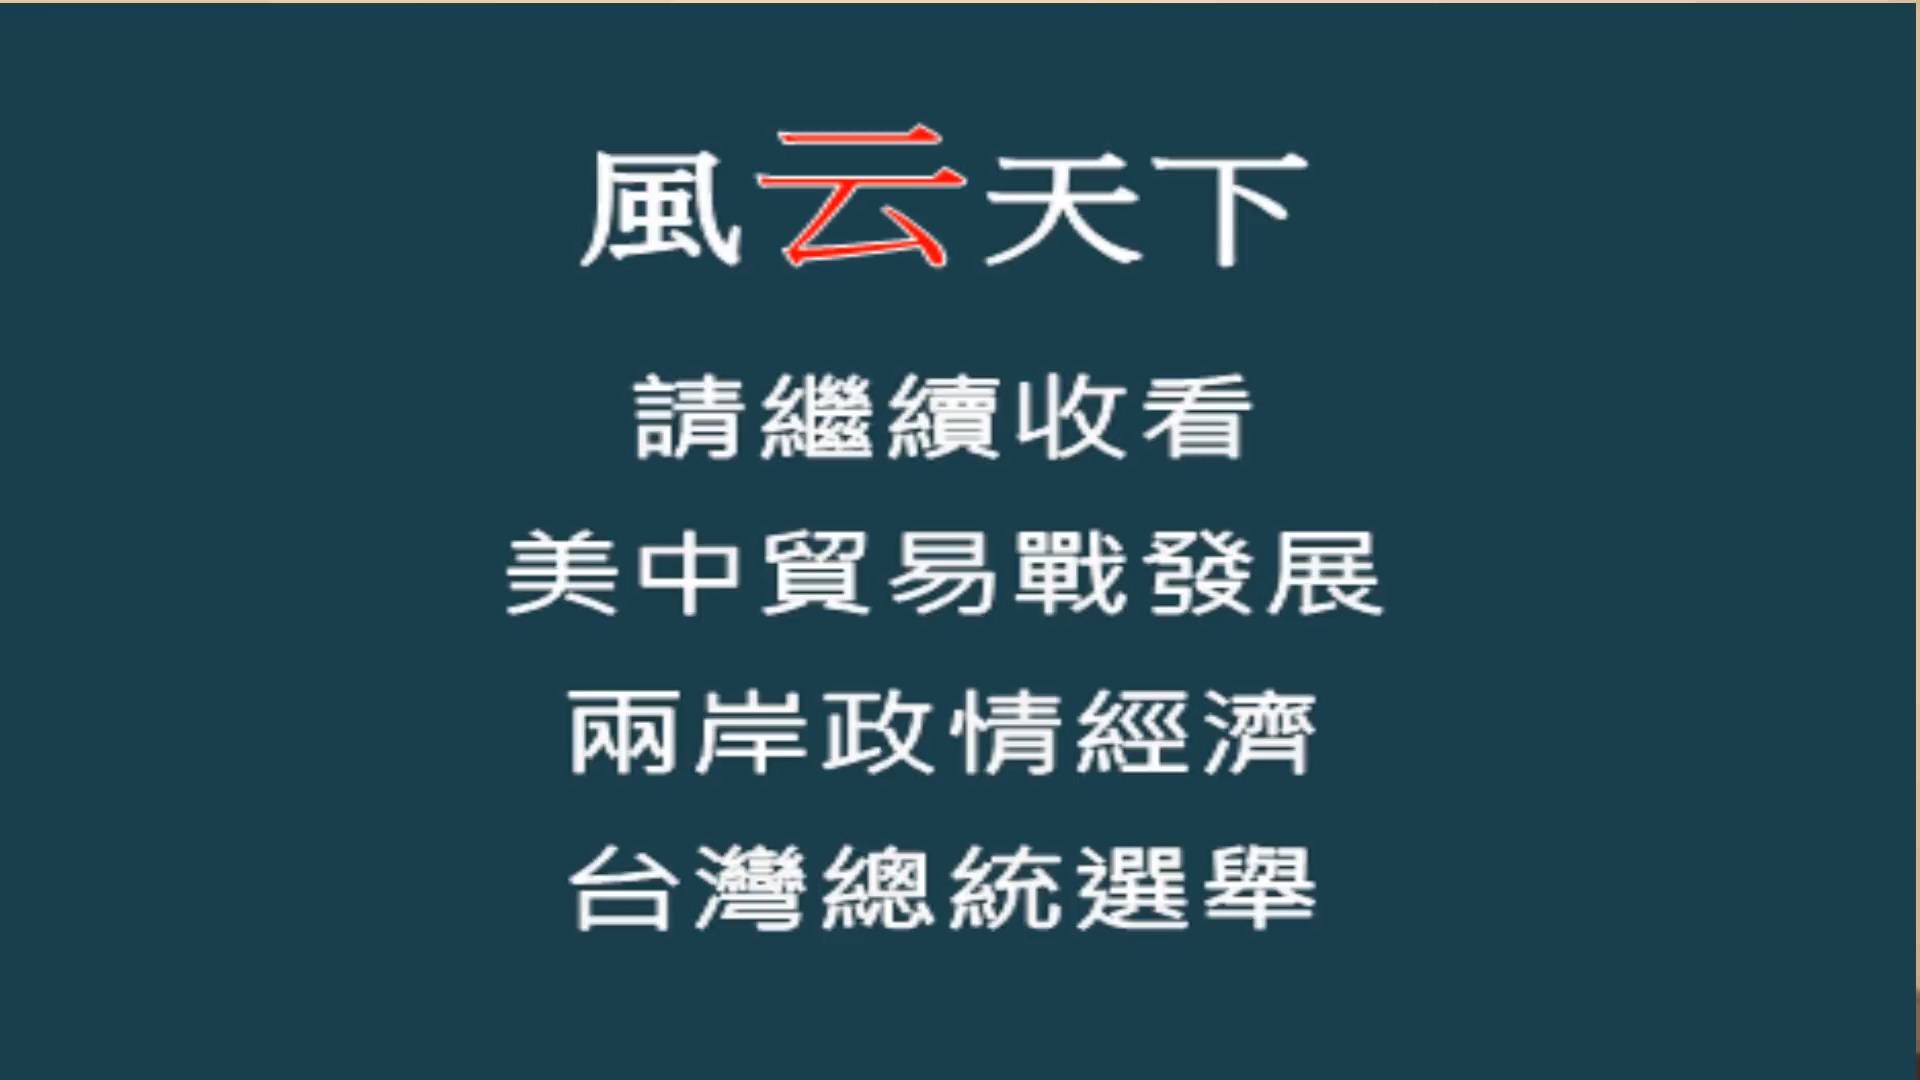 風云天下
請繼續收看
美中貿易戰發展
兩岸政情經濟
台灣總統選舉